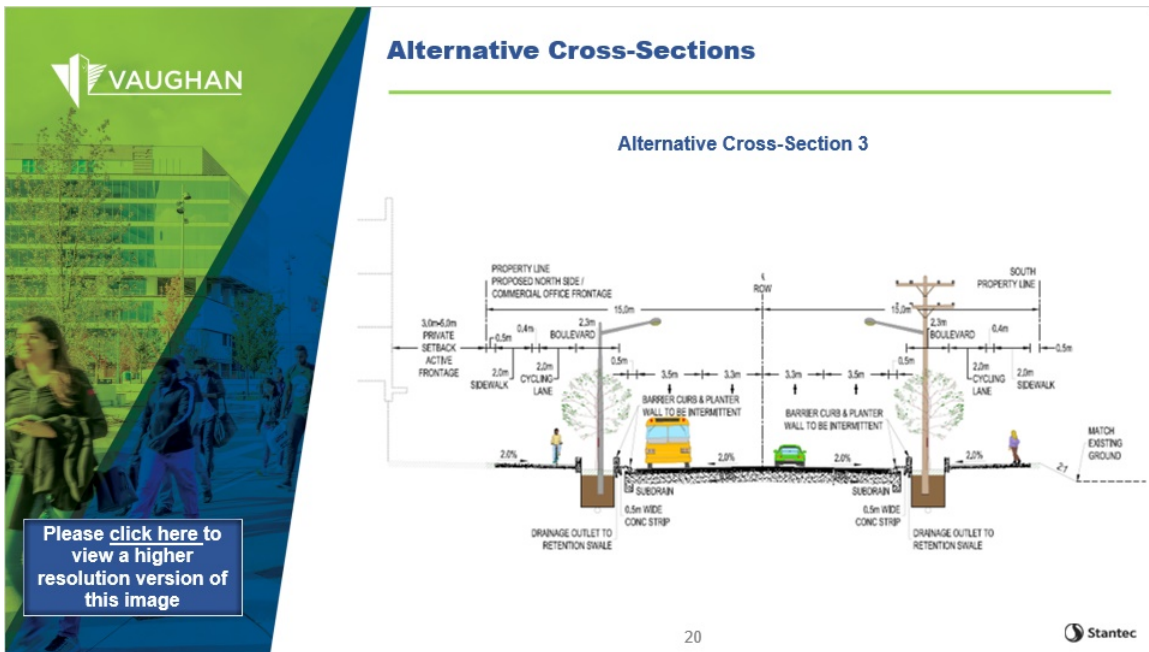 VAUGHAN
Alternative Cross-Sections
Alternative Cross-Section 3
PROPERTY LINE
PROPOSED NORTH SIDE /
COMMERCIAL OFFICE FRONTAGE
℄
ROW
SOUTH
PROPERTY LINE
15.0m
15.0m
3.0m-5.0m
PRIVATE
SETBACK
ACTIVE
FRONTAGE
0.5m
0.4m
2.3m
BOULEVARD
2.0m
SIDEWALK
2.0m
CYCLING
LANE
0.5m
3.5m
3.3m
3.3m
3.5m
0.5m
2.3m
BOULEVARD
0.4m
0.5m
2.0m
CYCLING
LANE
2.0m
SIDEWALK
BARRIER CURB & PLANTER
WALL TO BE INTERMITTENT
BARRIER CURB & PLANTER
WALL TO BE INTERMITTENT
MATCH
EXISTING
GROUND
2.0%
2.0%
2.0%
2.0%
2:1
SUBDRAIN
SUBDRAIN
0.5m WIDE
CONC STRIP
0.5m WIDE
CONC STRIP
DRAINAGE OUTLET TO
RETENTION SWALE
DRAINAGE OUTLET TO
RETENTION SWALE
Please click here to
view a higher
resolution version of
this image
20
Stantec